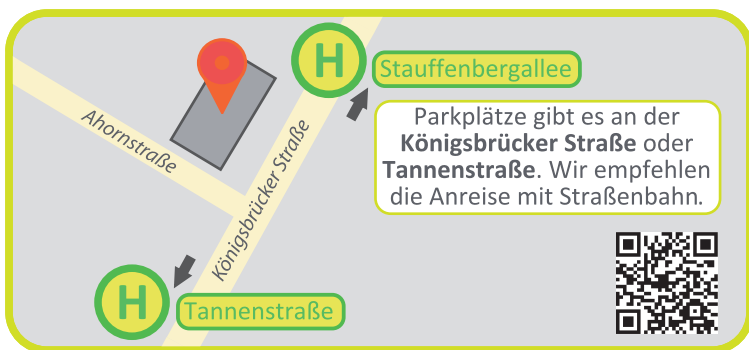 H
Stauffenbergallee
Parkplätze gibt es an der
Königsbrücker Straße oder
Tannenstraße. Wir empfehlen
die Anreise mit Straßenbahn.
Ahornstraße
Königsbrücker Straße
H
Tannenstraße